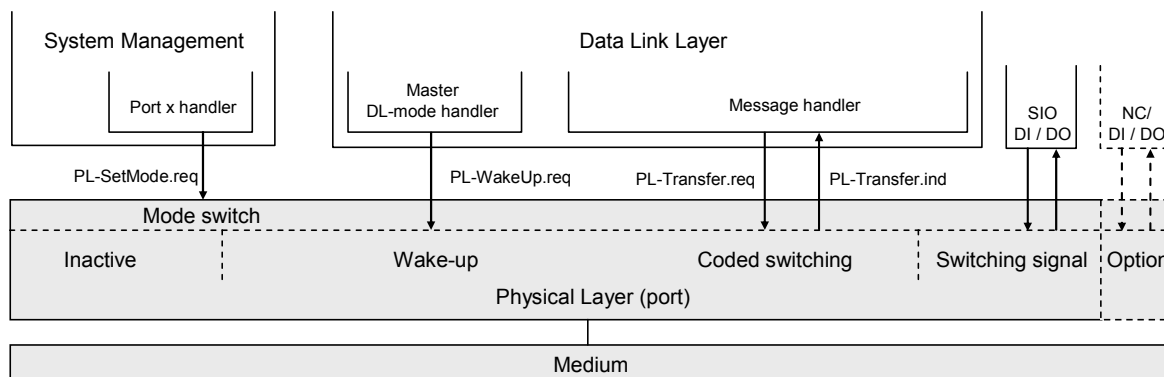 System Management
Data Link Layer
Port x handler
Master
DL-mode handler
Message handler
SIO
DI / DO
NC/
DI / DO
PL-SetMode.req
PL-WakeUp.req
PL-Transfer.req
PL-Transfer.ind
Mode switch
Inactive
Wake-up
Coded switching
Switching signal
Option
Physical Layer (port)
Medium